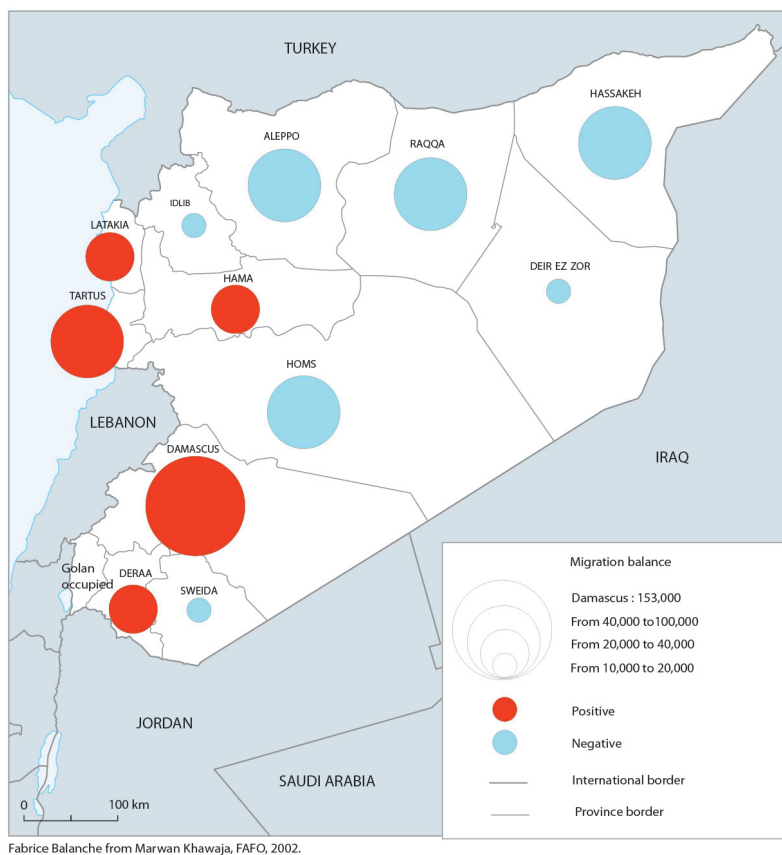 TURKEY
HASSAKEH
ALEPPO
RAQQA
IDLIB
LATAKIA
DEIR EZ ZOR
HAMA
TARTUS
HOMS
LEBANON
DAMASCUS
IRAQ
Golan
occupied
DERAA
SWEIDA
JORDAN
SAUDI ARABIA
Migration balance
Damascus : 153,000
From 40,000 to100,000
From 20,000 to 40,000
From 10,000 to 20,000
Positive
Negative
International border
Province border
0 100 km
Fabrice Balanche from Marwan Khawaja, FAFO, 2002.